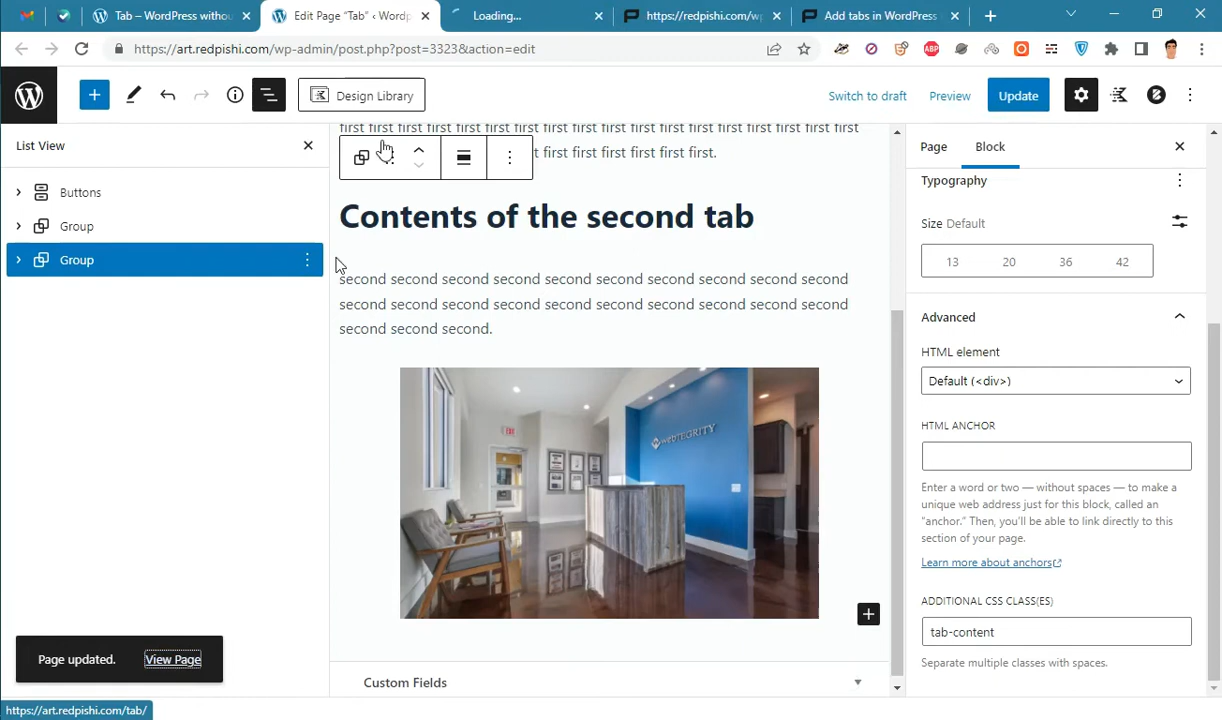 Tab – WordPress withou
Edit Page “Tab” ‹ Wordp
Loading...
https://redpishi.com/wp
Add tabs in WordPress
https://art.redpishi.com/wp-admin/post.php?post=3323&action=edit
ABP
Design Library
Switch to draft
Preview
Update
List View
Buttons
Group
Group
first first first first first first first first first first first first first first first first first first
t first first first first first first.
Contents of the second tab
second second second second second second second second second second
second second second second second second second second second second
second second second.
webTEGRITY
Custom Fields
Page
Block
Typography
Size Default
13 20 36 42
Advanced
HTML element
Default (<div>)
HTML ANCHOR
Enter a word or two — without spaces — to make a
unique web address just for this block, called an
“anchor.” Then, you’ll be able to link directly to this
section of your page.
Learn more about anchors
ADDITIONAL CSS CLASS(ES)
tab-content
Separate multiple classes with spaces.
Page updated.
View Page
https://art.redpishi.com/tab/